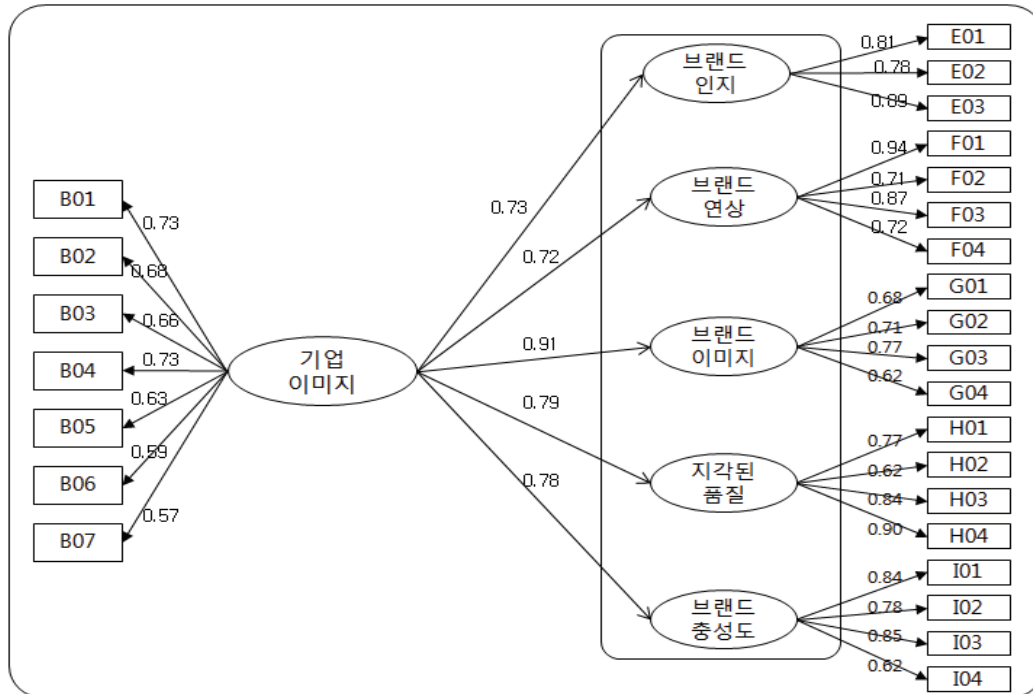 B01
B02
B03
B04
B05
B06
B07
0.73
0.68
0.66
0.73
0.63
0.59
0.57
기업
이미지
0.73
0.72
0.91
0.79
0.78
브랜드
인지
브랜드
연상
브랜드
이미지
지각된
품질
브랜드
충성도
0.81
0.78
0.89
0.94
0.71
0.87
0.72
0.68
0.71
0.77
0.62
0.77
0.62
0.84
0.90
0.84
0.78
0.85
0.62
E01
E02
E03
F01
F02
F03
F04
G01
G02
G03
G04
H01
H02
H03
H04
I01
I02
I03
I04